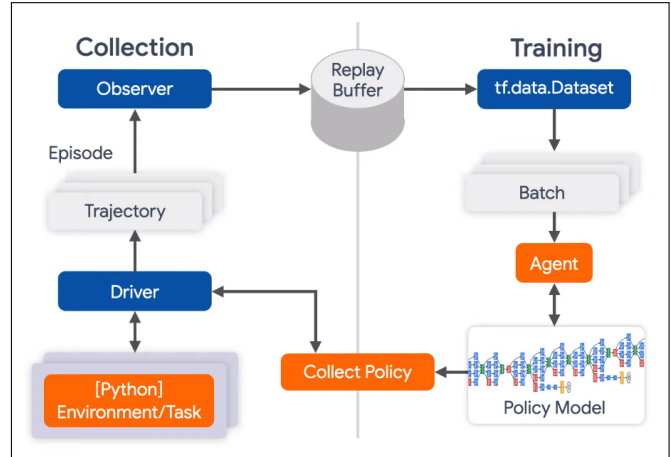 Collection
Training
Observer
Replay
Buffer
tf.data.Dataset
Episode
Trajectory
Batch
Agent
Driver
Collect Policy
[Python]
Environment/Task
Policy Model